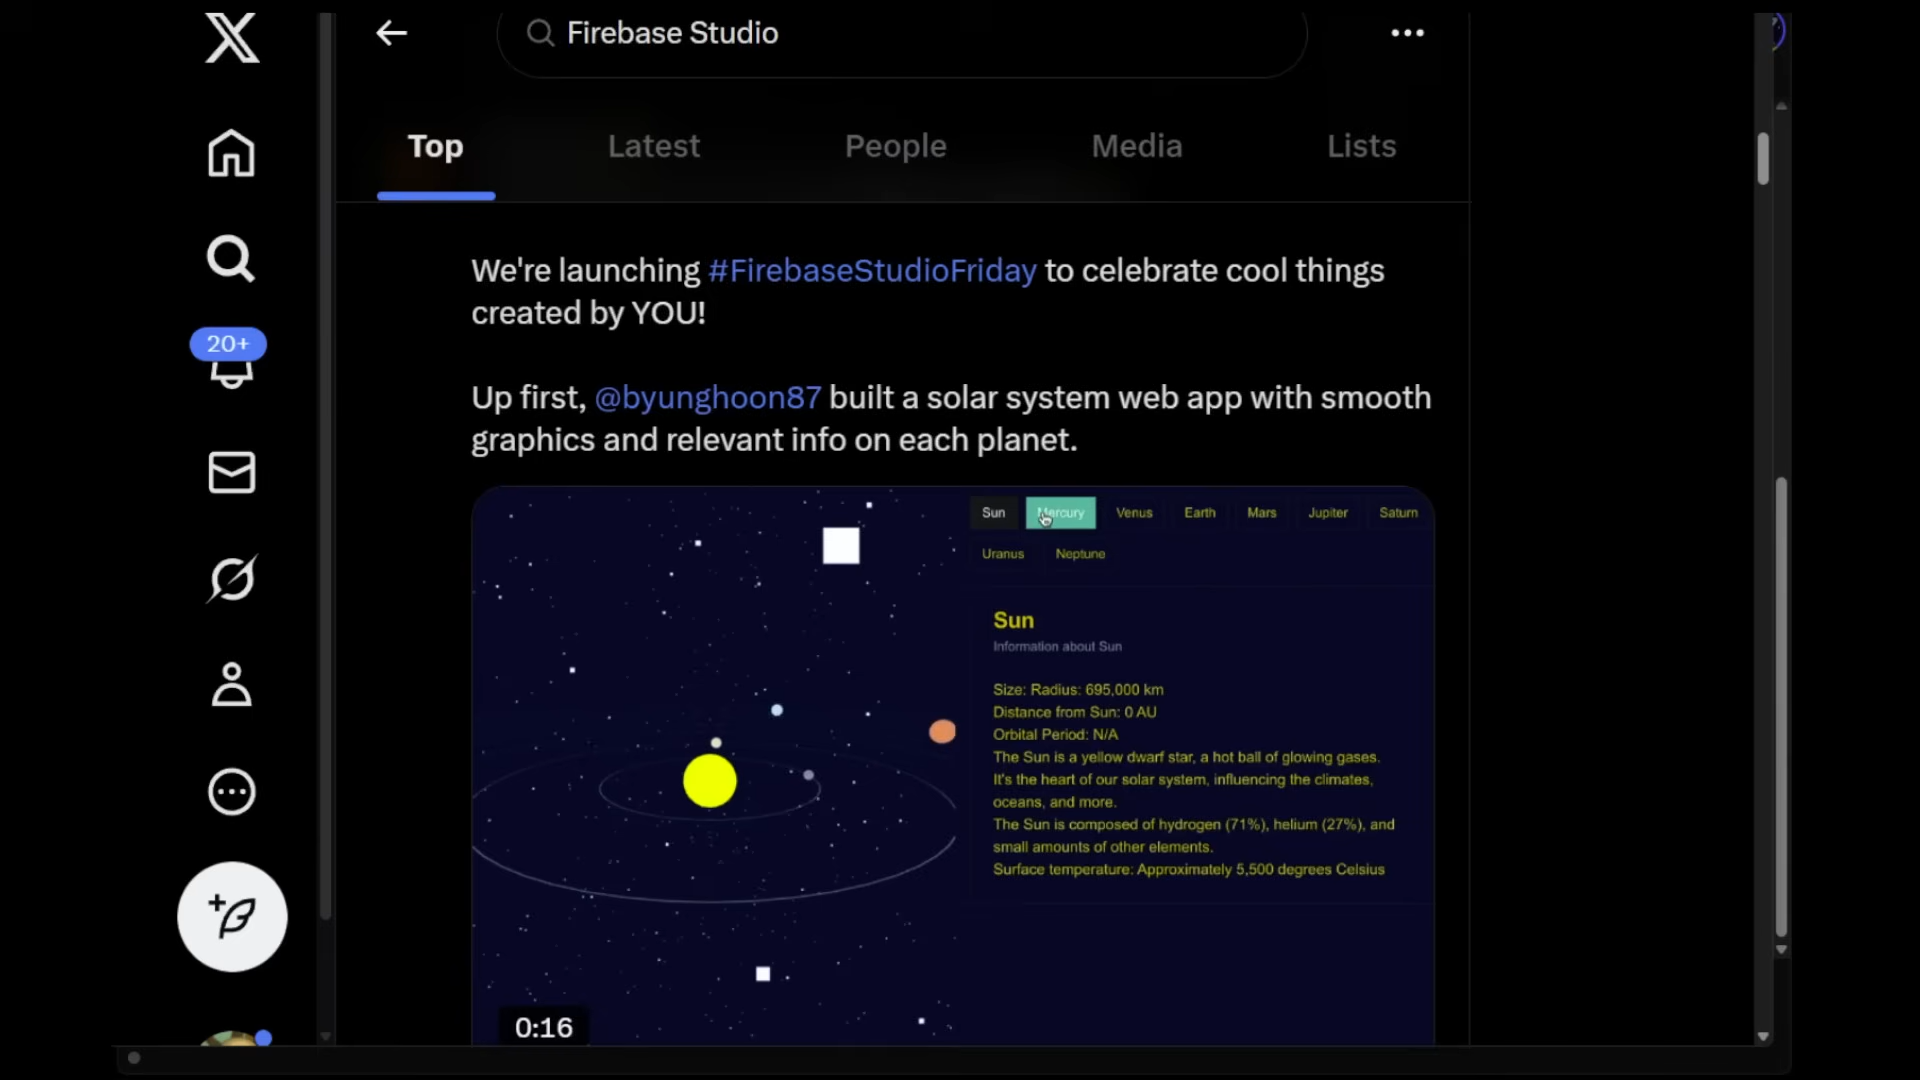 Firebase Studio
Top Latest People Media Lists
20+
We're launching #FirebaseStudioFriday to celebrate cool things
created by YOU!
Up first, @byunghoon87 built a solar system web app with smooth
graphics and relevant info on each planet.
Sun Mercury Venus Earth Mars Jupiter Saturn
Uranus Neptune
Sun
Information about Sun
Size: Radius: 695,000 km
Distance from Sun: 0 AU
Orbital Period: N/A
The Sun is a yellow dwarf star, a hot ball of glowing gases.
It's the heart of our solar system, influencing the climates,
oceans, and more.
The Sun is composed of hydrogen (71%), helium (27%), and
small amounts of other elements.
Surface temperature: Approximately 5,500 degrees Celsius
0:16